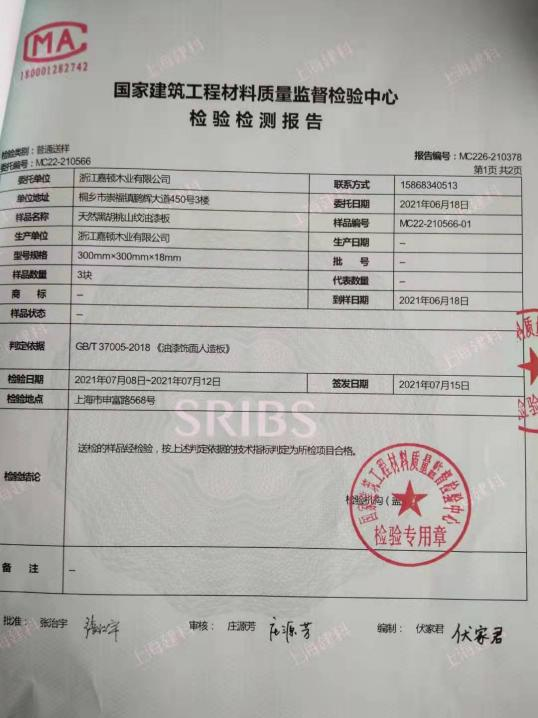 MA
180001282742
国家建筑工程材料质量监督检验中心
检验检测报告
检验类别：普通送样
委托编号：MC22-210566
报告编号：MC226-210378
第1页 共2页
委托单位 浙江嘉顿木业有限公司 联系方式 15868340513
单位地址 桐乡市崇福镇鹏辉大道450号3楼 委托日期 2021年06月18日
样品名称 天然黑胡桃山纹油漆板 样品编号 MC22-210566-01
生产单位 浙江嘉顿木业有限公司 生产日期 –
型号规格 300mm×300mm×18mm 批 号 –
样品数量 3块 代表数量 –
商 标 – 到样日期 2021年06月18日
样品状态 –
判定依据 GB/T 37005-2018 《油漆饰面人造板》
检验日期 2021年07月08日~2021年07月12日 签发日期 2021年07月15日
检验地点 上海市申富路568号
SRIBS
检验结论 送检的样品经检验，按上述判定依据的技术指标判定为所检项目合格。
检验机构（盖
国家建筑工程材料质量监督检验中心
检验专用章
备 注 –
批准： 张治宇 审核： 庄源芳 庄源芳 编制： 伏家君 伏家君
上海建科